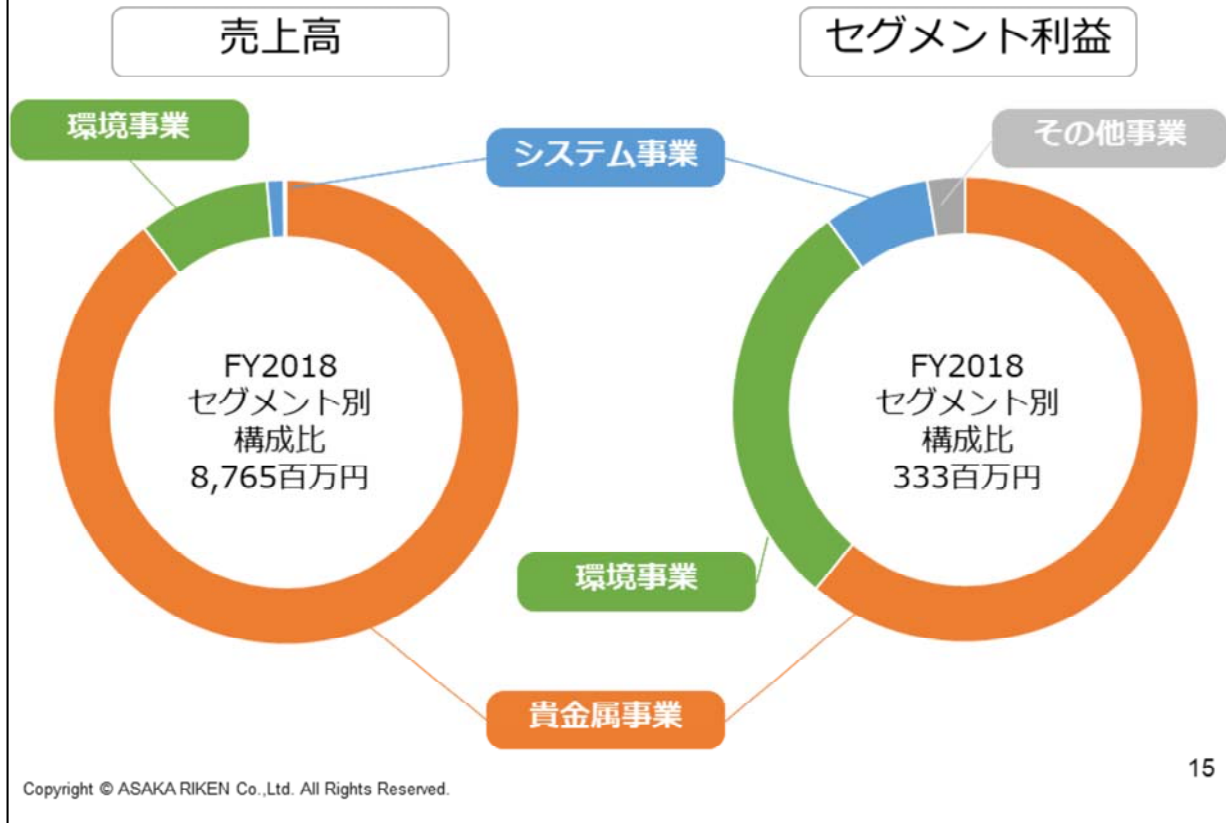 売上高
セグメント利益
環境事業
システム事業
その他事業
FY2018
セグメント別
構成比
8,765百万円
FY2018
セグメント別
構成比
333百万円
環境事業
貴金属事業
Copyright © ASAKA RIKEN Co.,Ltd. All Rights Reserved.
15